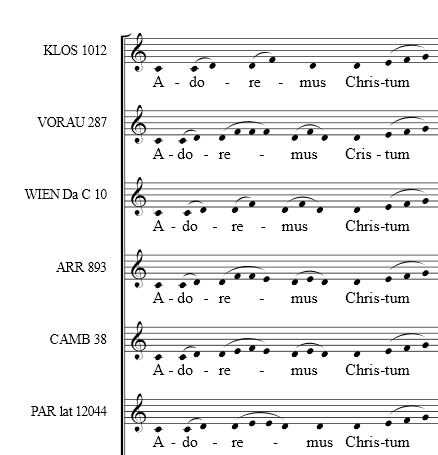 KLOS 1012
A - do - re - mus Chris-tum
VORAU 287
A - do - re - mus Cris - tum
WIEN Da C 10
A - do - re - mus Chris-tum
ARR 893
A - do - re - mus Chris-tum
CAMB 38
A - do - re - mus Chris-tum
PAR lat 12044
A - do - re - mus Chris-tum